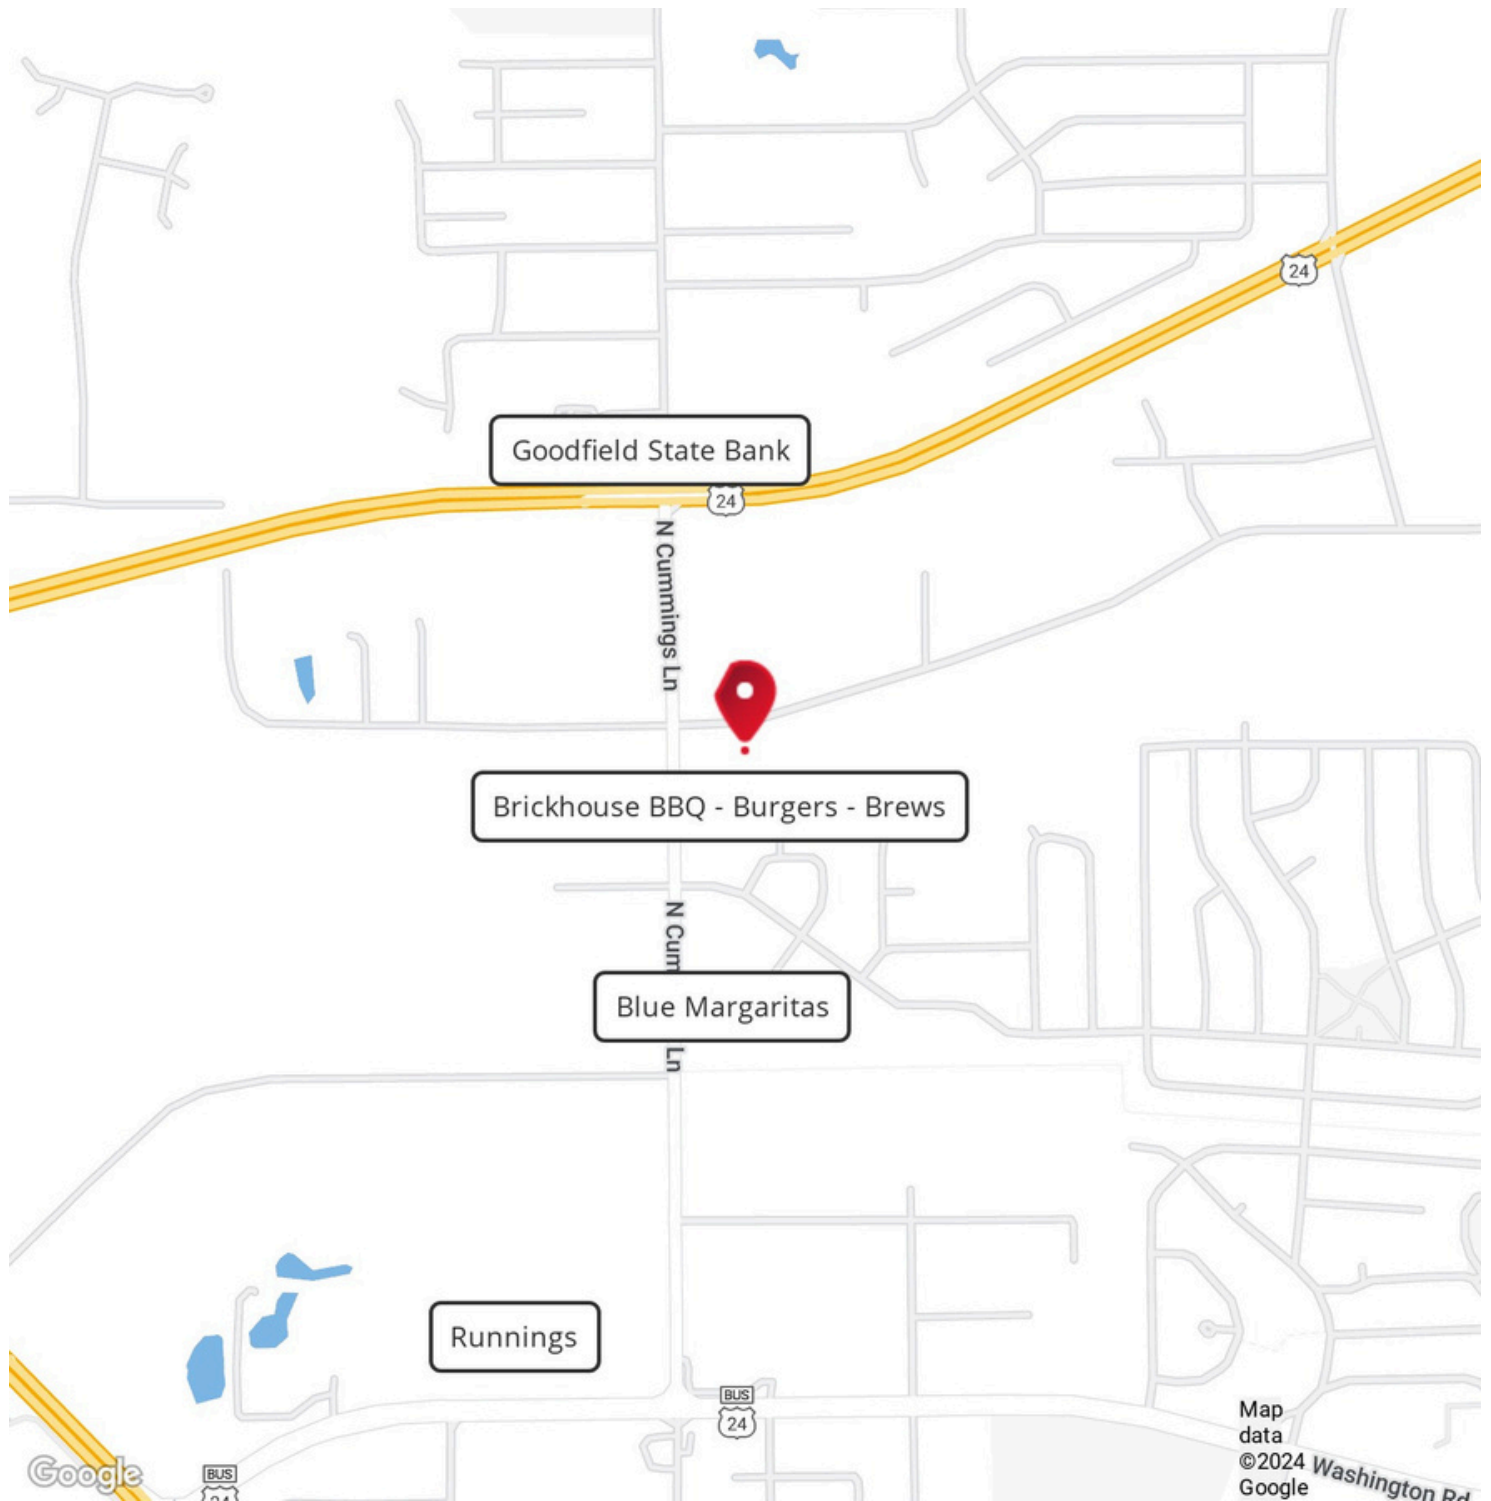 24
Goodfield State Bank
24
N Cummings Ln
Brickhouse BBQ - Burgers - Brews
N Cum
Blue Margaritas
Ln
Runnings
BUS
24
Map
data
©2024
Google
Washington Rd
Google
BUS
24